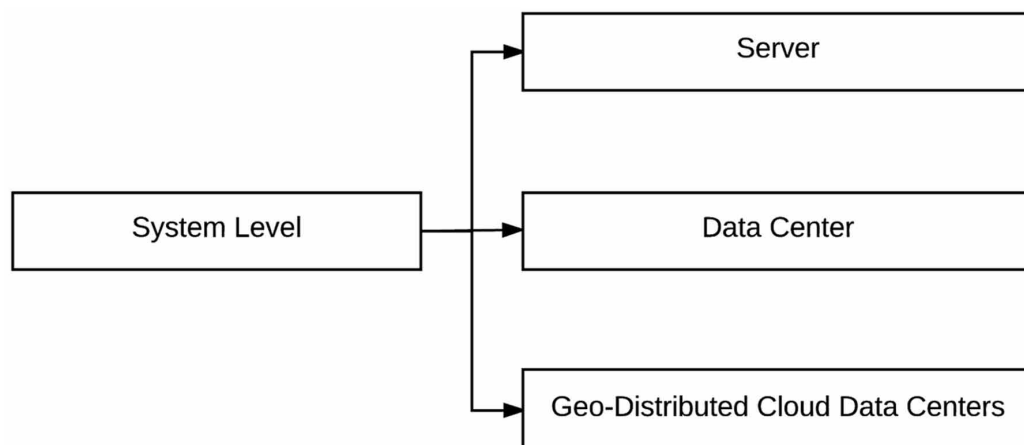 Server
System Level
Data Center
Geo-Distributed Cloud Data Centers